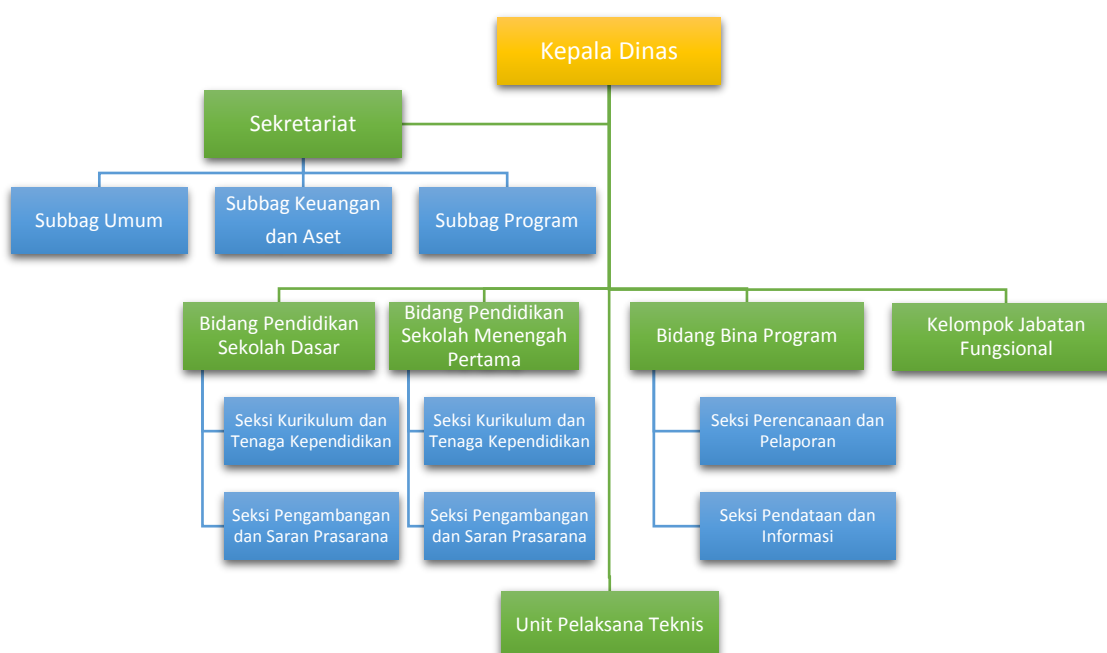 Kepala Dinas
Sekretariat
Subbag Umum
Subbag Keuangan
dan Aset
Subbag Program
Bidang Pendidikan
Sekolah Dasar
Bidang Pendidikan
Sekolah Menengah
Pertama
Bidang Bina Program
Kelompok Jabatan
Fungsional
Seksi Kurikulum dan
Tenaga Kependidikan
Seksi Kurikulum dan
Tenaga Kependidikan
Seksi Perencanaan dan
Pelaporan
Seksi Pengambangan
dan Saran Prasarana
Seksi Pengambangan
dan Saran Prasarana
Seksi Pendataan dan
Informasi
Unit Pelaksana Teknis